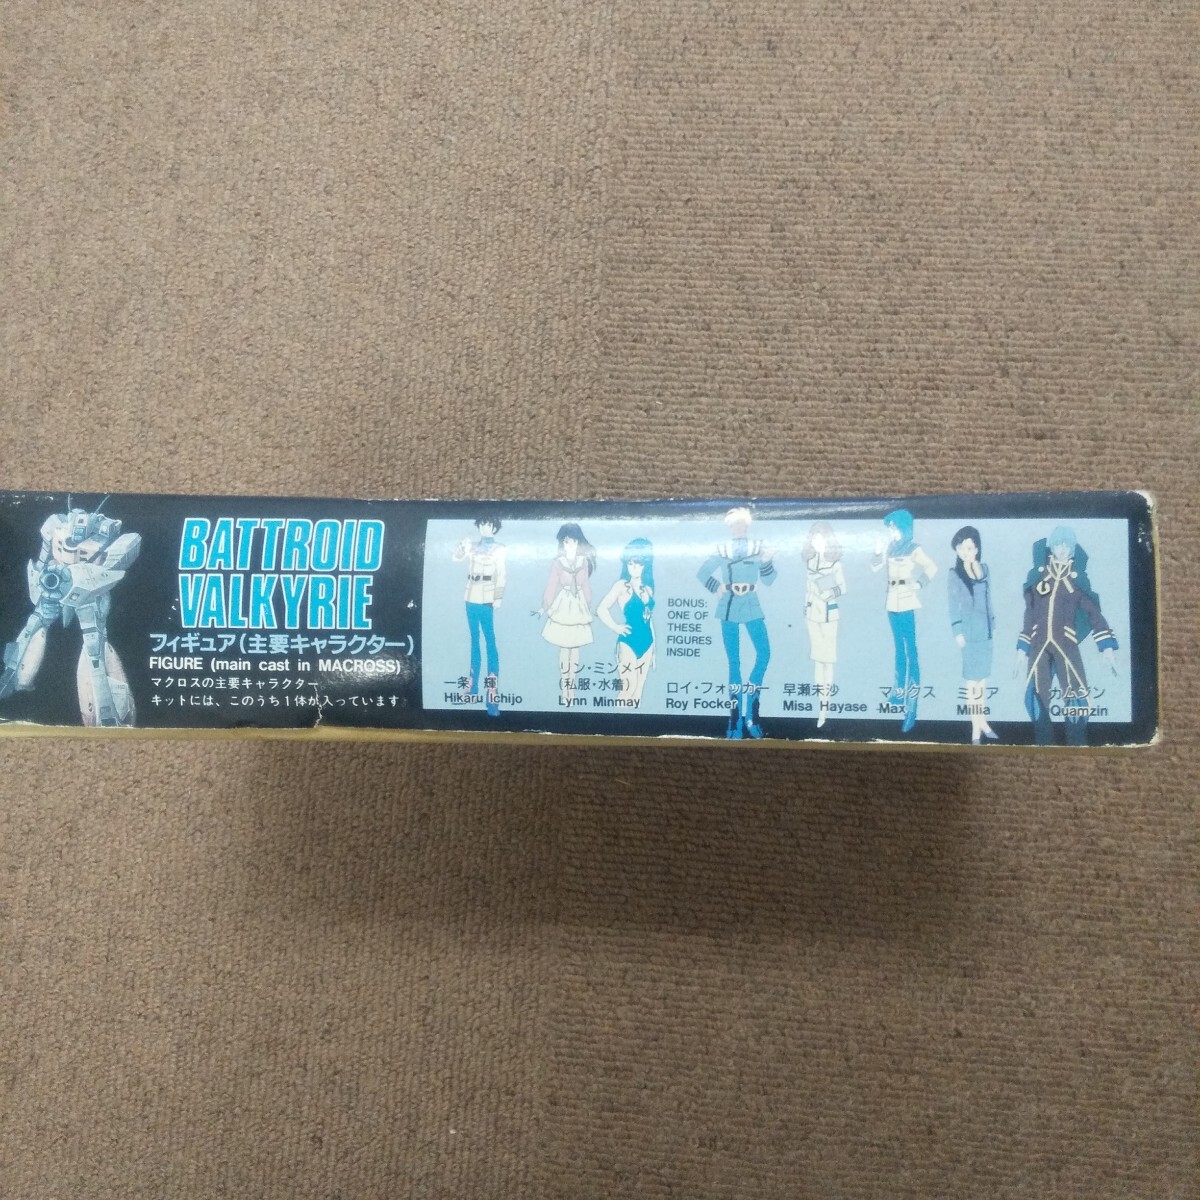 BATTROID
VALKYRIE
フィギュア(主要キャラクター)
FIGURE (main cast in MACROSS)
マクロスの主要キャラクター
キットには、このうち1体が入っています
一条 輝
Hikaru Ichijo
リン・ミンメイ
(私服・水着)
Lynn Minmay
BONUS:
ONE OF
THESE
FIGURES
INSIDE
ロイ・フォッカー
Roy Focker
早瀬未沙
Misa Hayase
マックス
Max
ミリア
Millia
カムジン
Quamzin